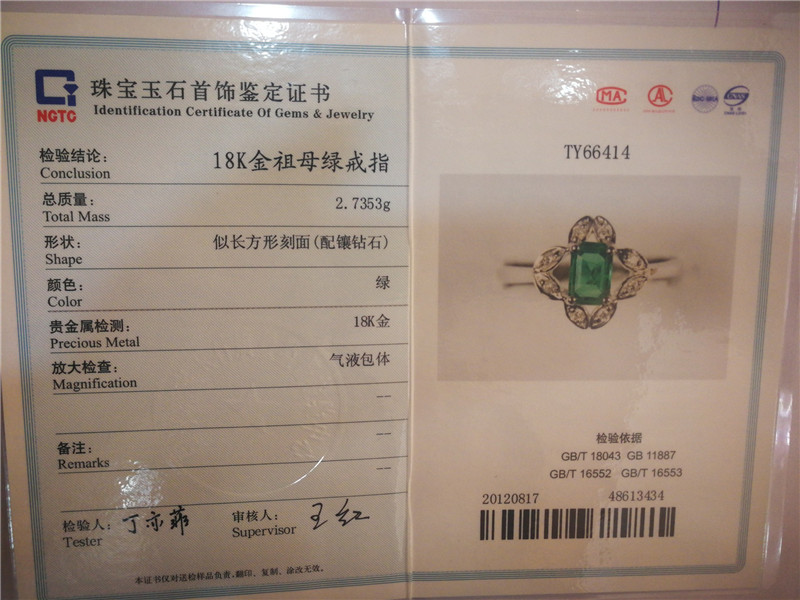 NGTC
珠宝玉石首饰鉴定证书
Identification Certificate Of Gems & Jewelry
检验结论: 18K金祖母绿戒指
Conclusion
总质量: 2.7353g
Total Mass
形状: 似长方形刻面(配镶钻石)
Shape
颜色: 绿
Color
贵金属检测: 18K金
Precious Metal
放大检查: 气液包体
Magnification
--
备注: --
Remarks --
检验人: 丁亦菲
Tester
审核人: 王红
Supervisor
本证书仅对送检样品负责,翻印、复制、涂改无效。
MA
AL
TY66414
检验依据
GB/T 18043 GB 11887
GB/T 16552 GB/T 16553
20120817 48613434